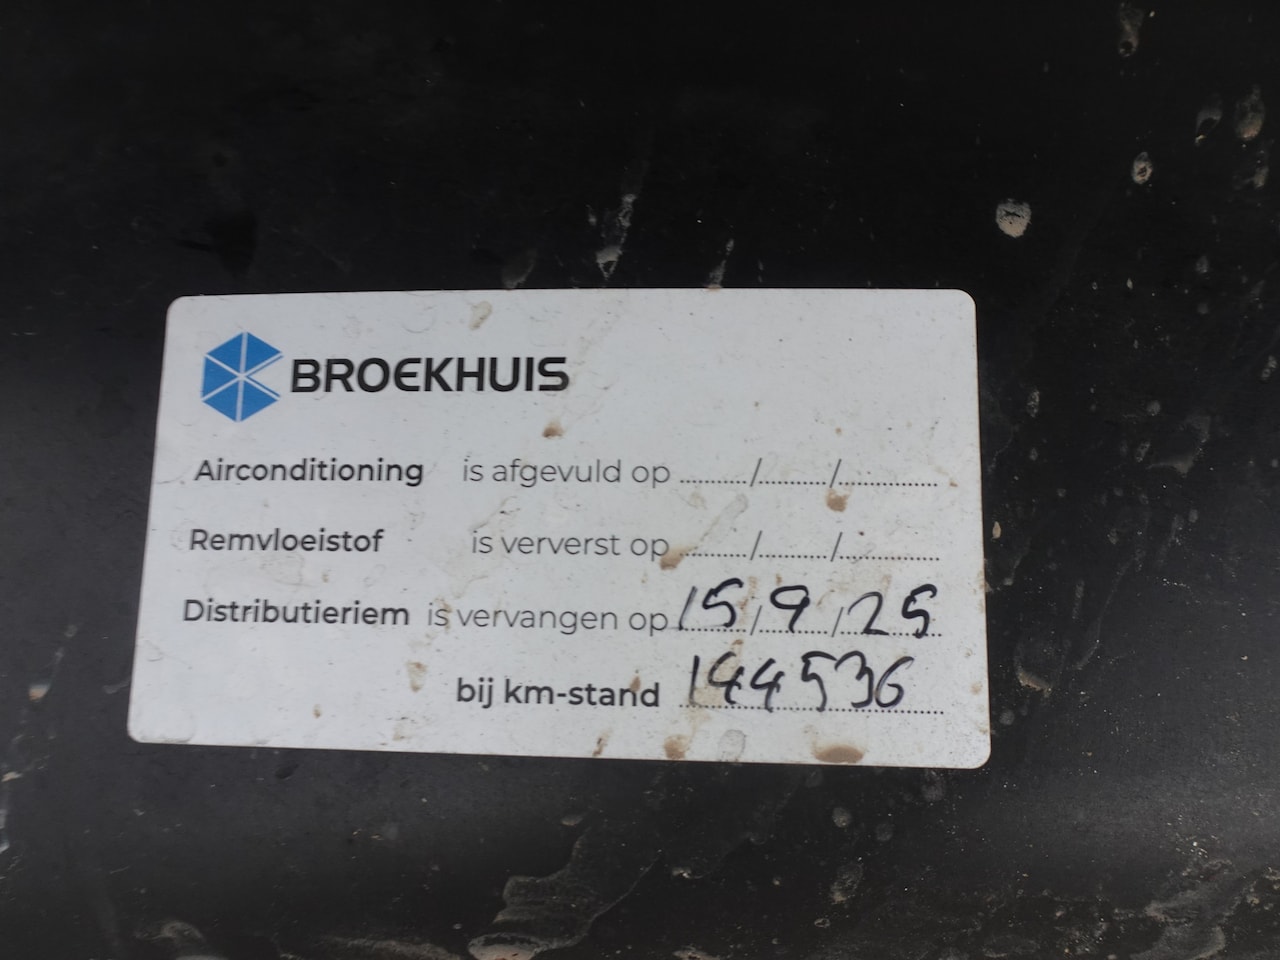 BROEKHUIS
Airconditioning is afgevuld op ........../........../..............
Remvloeistof is ververst op ........../........../..............
Distributieriem is vervangen op 15/9/25
bij km-stand 144536